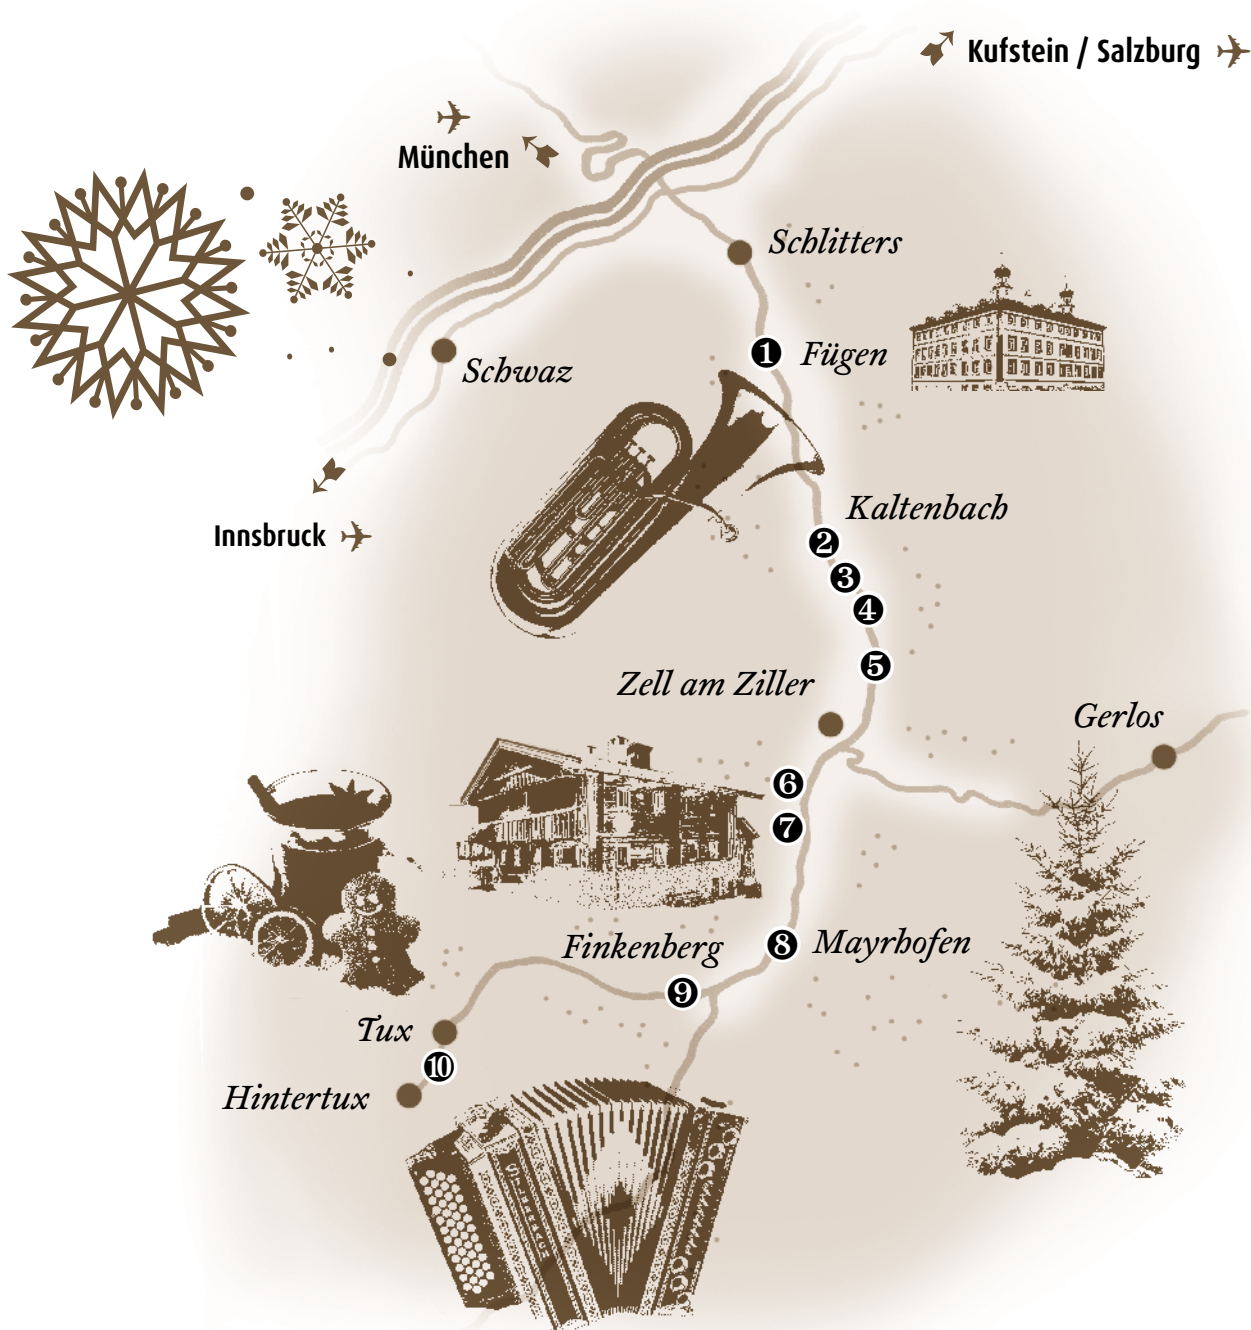 Kufstein / Salzburg
München
Schlitters
1 Fügen
Schwaz
Kaltenbach
Innsbruck
2
3
4
5
Zell am Ziller
Gerlos
6
7
Finkenberg
8 Mayrhofen
9
Tux
10
Hintertux